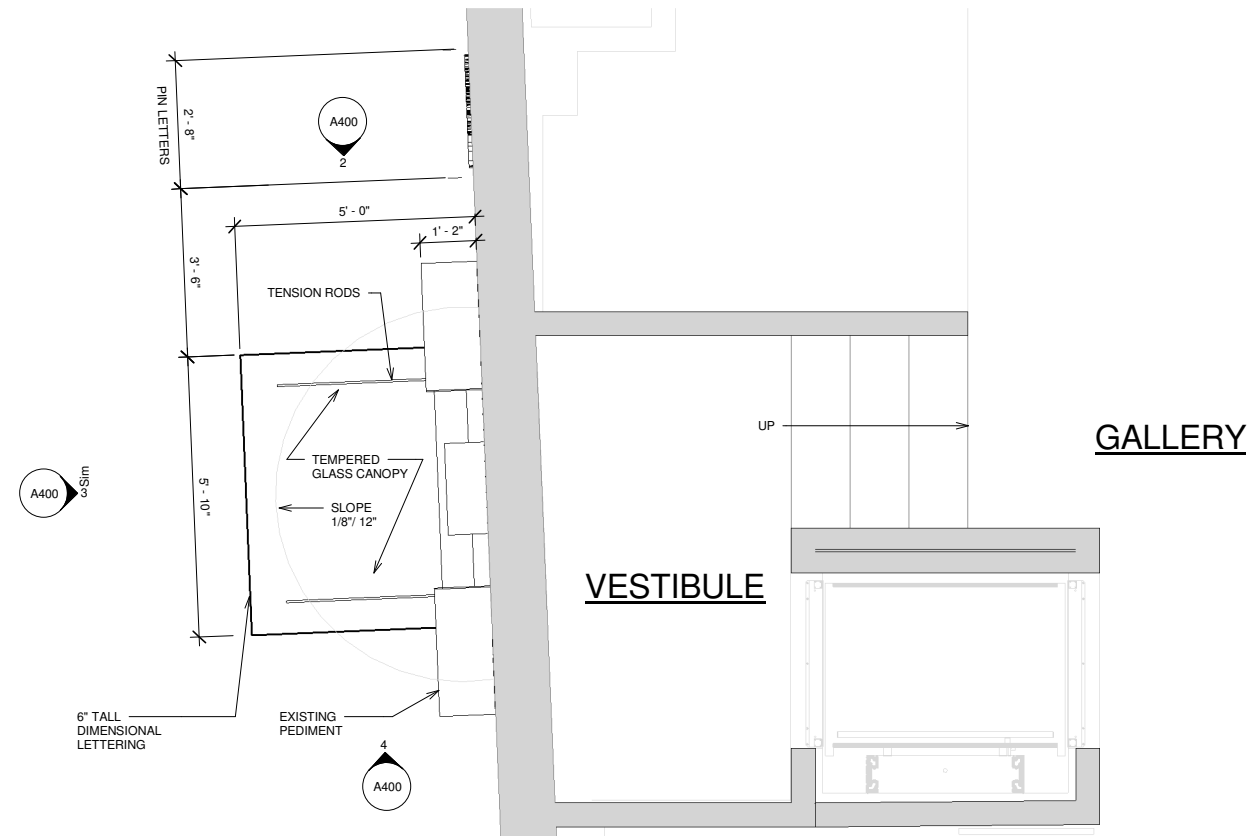 PIN LETTERS
2' - 8"
A400
2
5' - 0"
1' - 2"
3' - 6"
TENSION RODS
UP
GALLERY
TEMPERED
GLASS CANOPY
A400
3
Sim
5' - 10"
SLOPE
1/8"/ 12"
VESTIBULE
6" TALL
DIMENSIONAL
LETTERING
EXISTING
PEDIMENT
4
A400